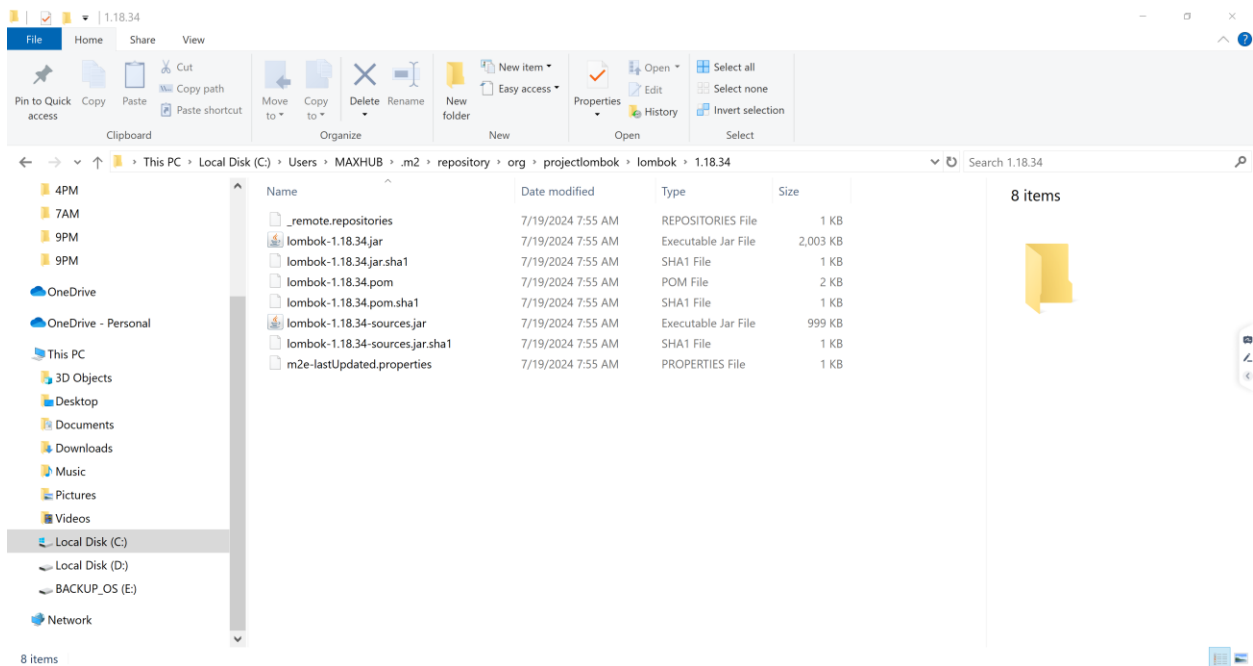 1.18.34
File Home Share View
Pin to Quick access
Copy
Paste
Cut
Copy path
Paste shortcut
Clipboard
Move to
Copy to
Delete
Rename
Organize
New folder
New item
Easy access
New
Properties
Open
Edit
History
Open
Select all
Select none
Invert selection
Select
This PC › Local Disk (C:) › Users › MAXHUB › .m2 › repository › org › projectlombok › lombok › 1.18.34
Search 1.18.34
4PM
7AM
9PM
9PM
OneDrive
OneDrive - Personal
This PC
3D Objects
Desktop
Documents
Downloads
Music
Pictures
Videos
Local Disk (C:)
Local Disk (D:)
BACKUP_OS (E:)
Network
Name Date modified Type Size
_remote.repositories 7/19/2024 7:55 AM REPOSITORIES File 1 KB
lombok-1.18.34.jar 7/19/2024 7:55 AM Executable Jar File 2,003 KB
lombok-1.18.34.jar.sha1 7/19/2024 7:55 AM SHA1 File 1 KB
lombok-1.18.34.pom 7/19/2024 7:55 AM POM File 2 KB
lombok-1.18.34.pom.sha1 7/19/2024 7:55 AM SHA1 File 1 KB
lombok-1.18.34-sources.jar 7/19/2024 7:55 AM Executable Jar File 999 KB
lombok-1.18.34-sources.jar.sha1 7/19/2024 7:55 AM SHA1 File 1 KB
m2e-lastUpdated.properties 7/19/2024 7:55 AM PROPERTIES File 1 KB
8 items
8 items